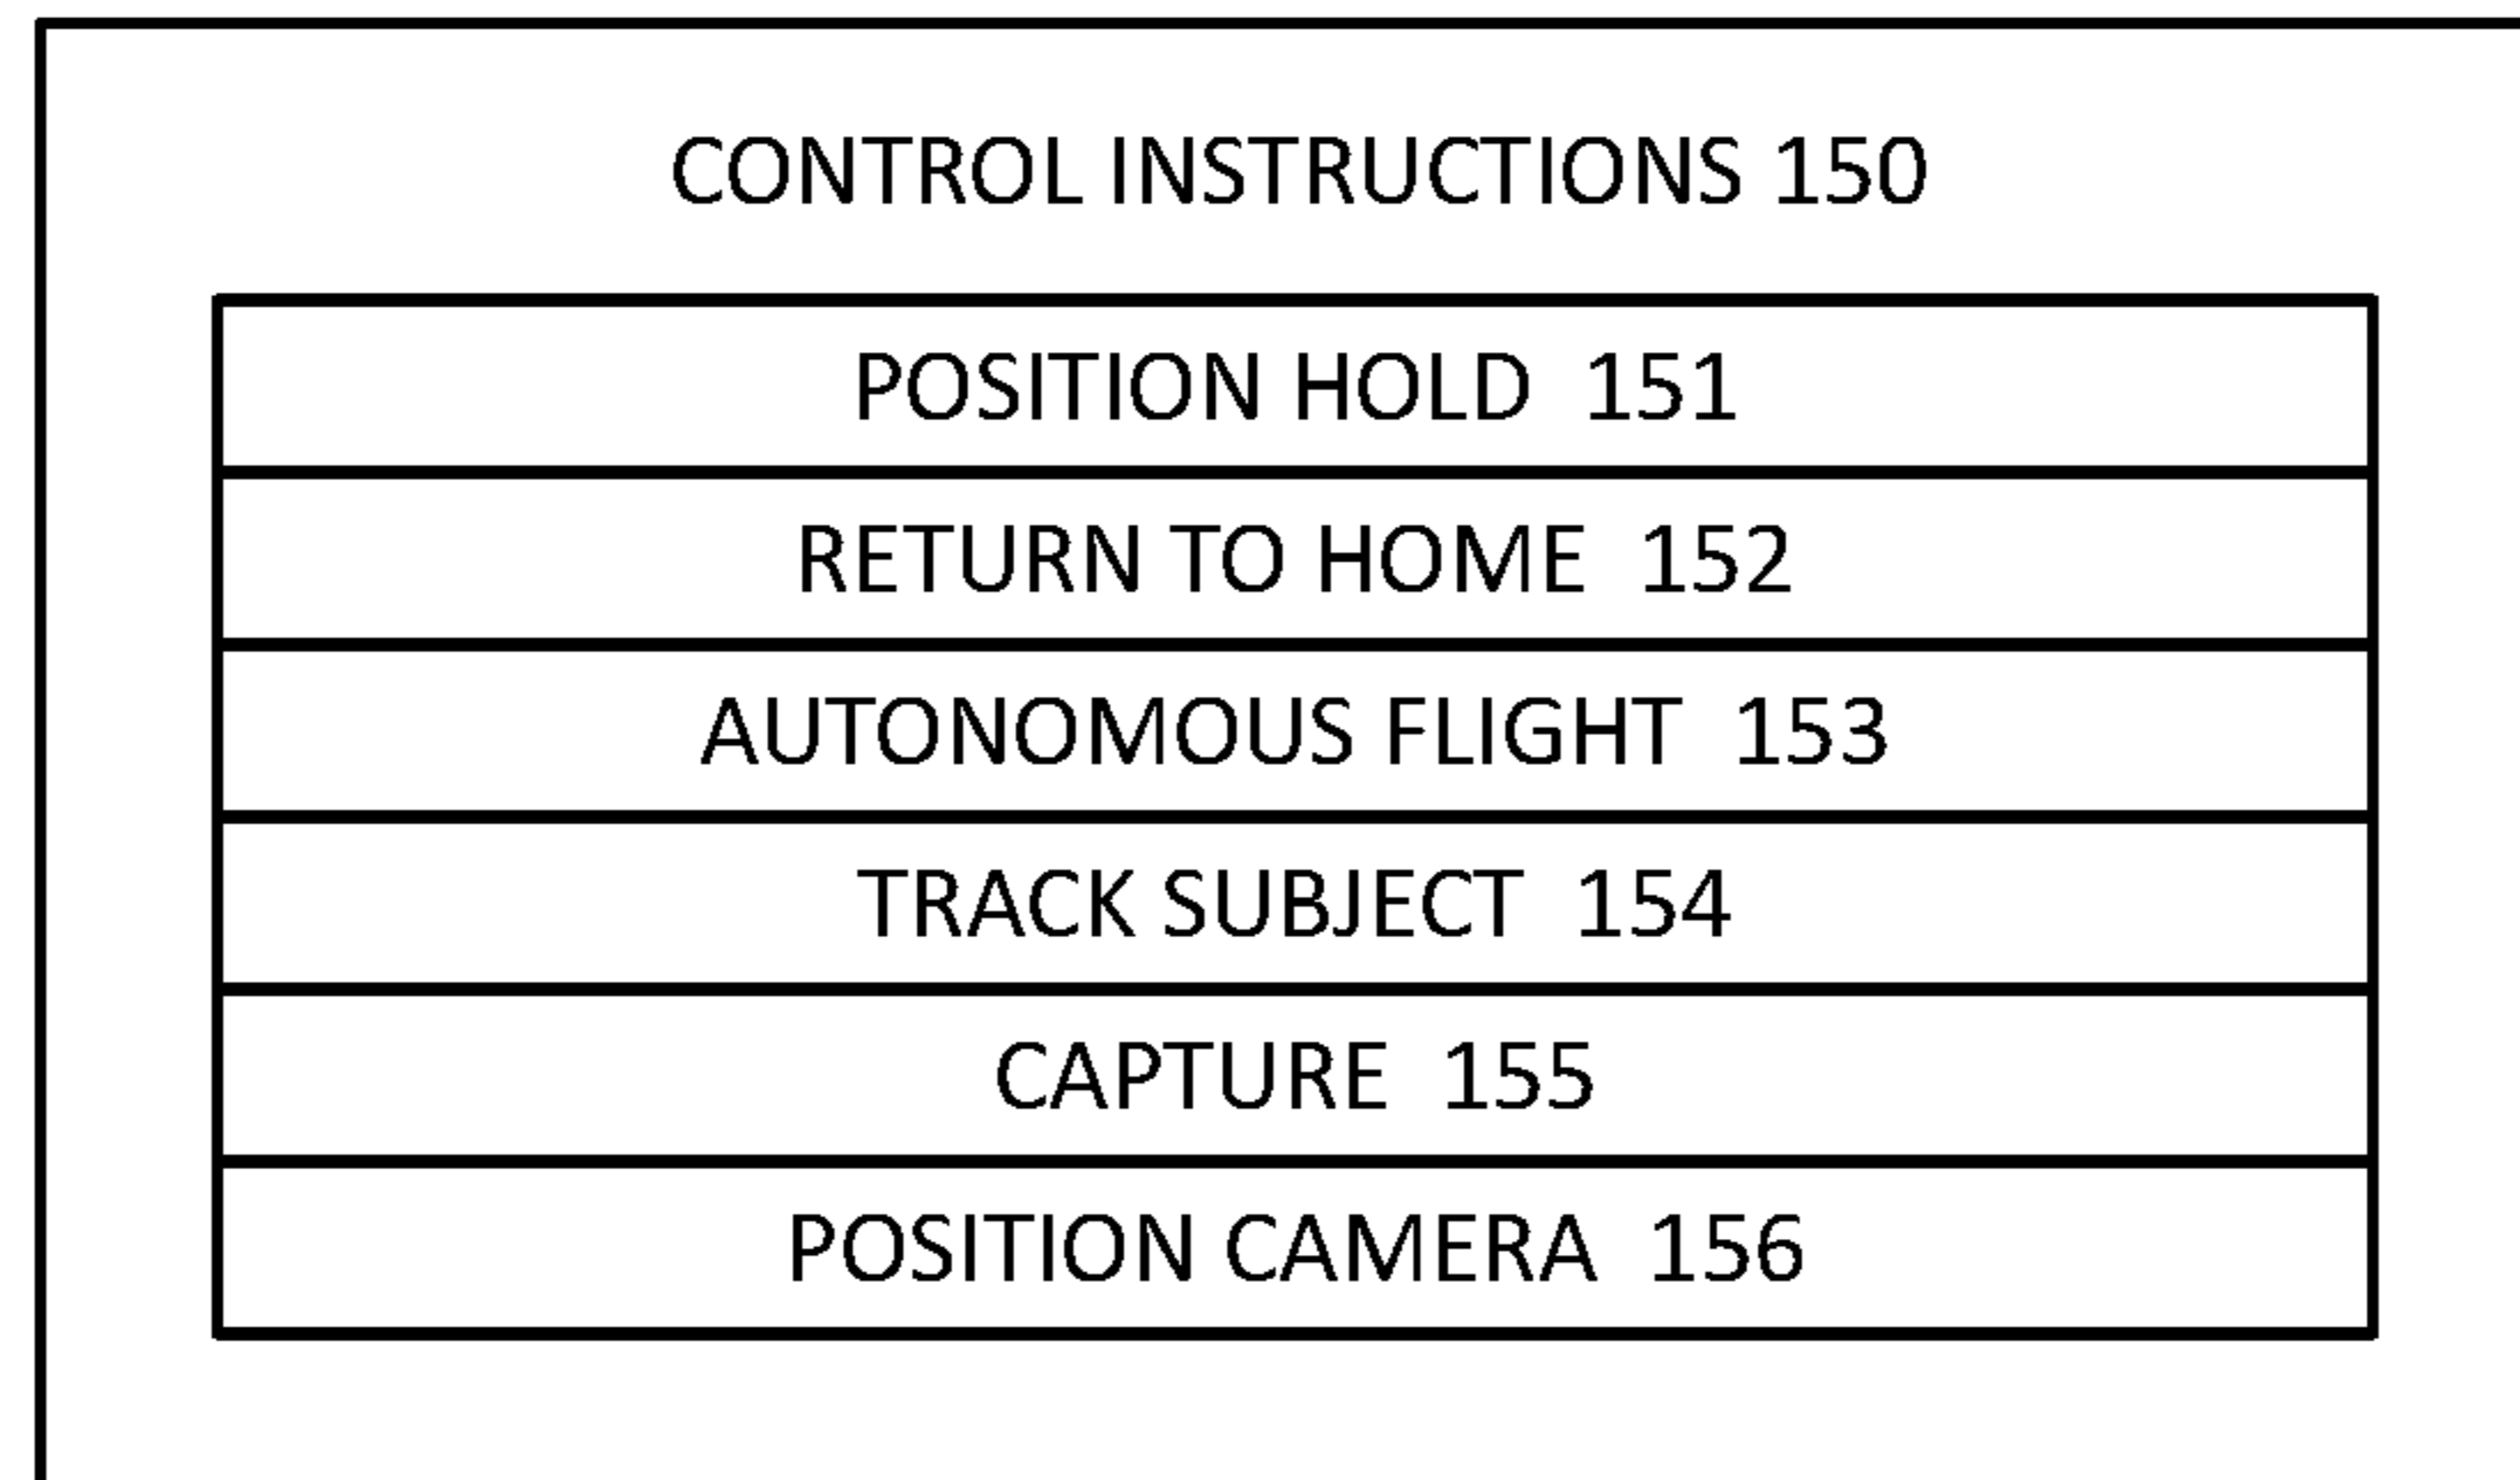 CONTROL INSTRUCTIONS 150
POSITION HOLD 151
RETURN TO HOME 152
AUTONOMOUS FLIGHT 153
TRACK SUBJECT 154
CAPTURE 155
POSITION CAMERA 156